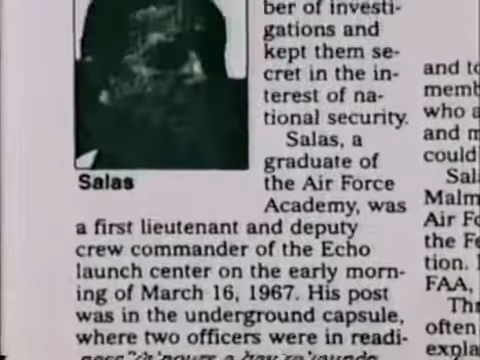 ber of investi-
gations and
kept them se-
cret in the in-
terest of na-
tional security.
Salas, a
graduate of
the Air Force
Academy, was
Salas
a first lieutenant and deputy
crew commander of the Echo
launch center on the early morn-
ing of March 16, 1967. His post
was in the underground capsule,
where two officers were in readi-
and to
memb
who a
and m
could
Sal
Malm
Air Fo
the Fe
tion. 
FAA,
Th
often
expla